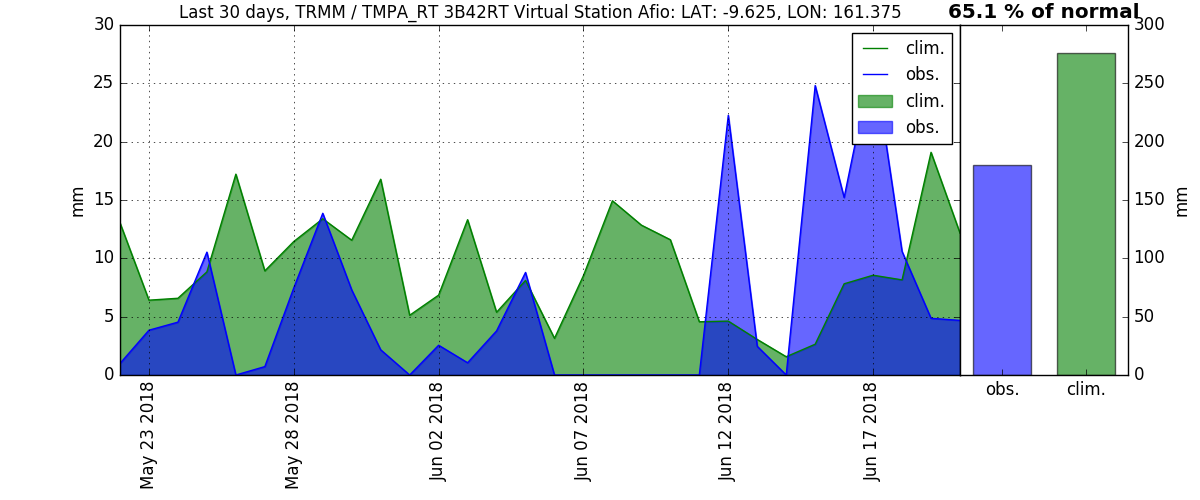 Last 30 days, TRMM / TMPA_RT 3B42RT Virtual Station Afio: LAT: -9.625, LON: 161.375
65.1 % of normal
30
25
20
15
10
5
0
mm
clim.
obs.
clim.
obs.
May 23 2018
May 28 2018
Jun 02 2018
Jun 07 2018
Jun 12 2018
Jun 17 2018
300
250
200
150
100
50
0
mm
obs.
clim.